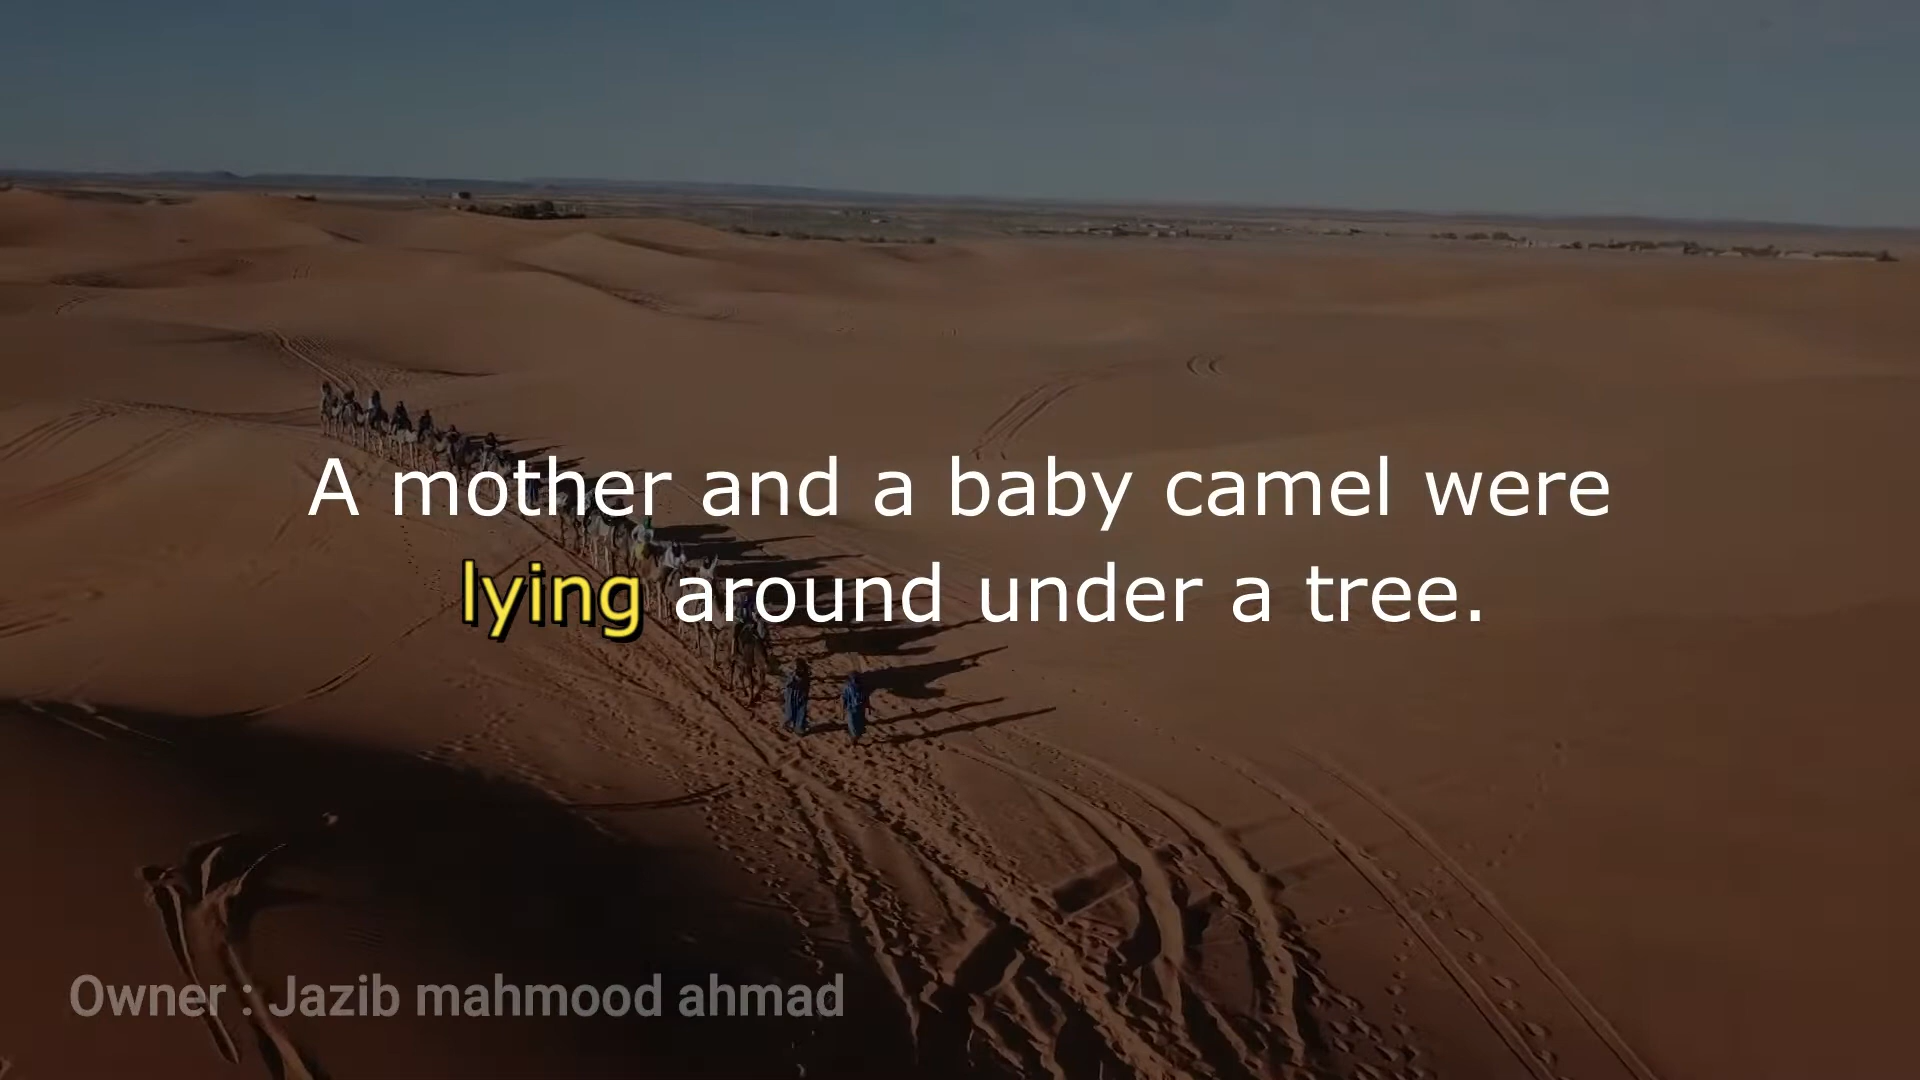 A mother and a baby camel were
lying around under a tree.
Owner : Jazib mahmood ahmad